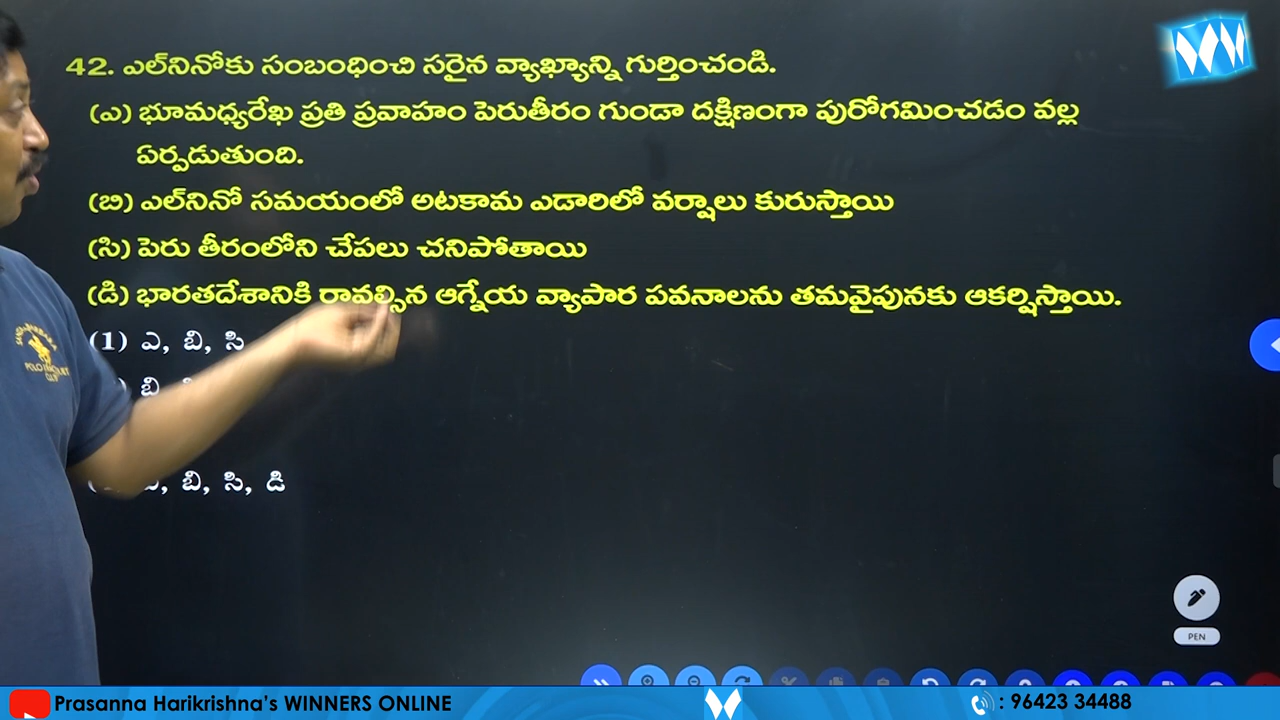 42. ఎల్‌నినోకు సంబంధించి సరైన వ్యాఖ్యాన్ని గుర్తించండి.
(ఎ) భూమధ్యరేఖ ప్రతి ప్రవాహం పెరుతీరం గుండా దక్షిణంగా పురోగమించడం వల్ల
ఏర్పడుతుంది.
(బి) ఎల్‌నినో సమయంలో అటకామ ఎడారిలో వర్షాలు కురుస్తాయి
(సి) పెరు తీరంలోని చేపలు చనిపోతాయి
(డి) భారతదేశానికి రావల్సిన ఆగ్నేయ వ్యాపార పవనాలను తమవైపునకు ఆకర్షిస్తాయి.
(1) ఎ, బి, సి
బి,
బి, సి, డి
PEN
Prasanna Harikrishna's WINNERS ONLINE
: 96423 34488